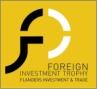 FOREIGN
INVESTMENT TROPHY
FLANDERS INVESTMENT & TRADE